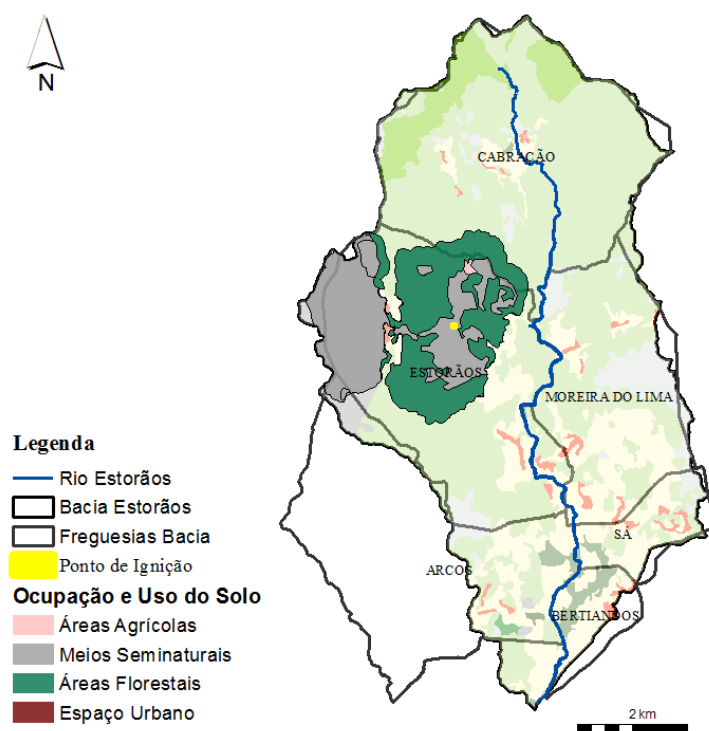 N
CABRAÇÃO
ESTORÃOS
MOREIRA DO LIMA
SÃ
ARCOS
BERTIANDOS
Legenda
Rio Estorãos
Bacia Estorãos
Freguesias Bacia
Ponto de Ignição
Ocupação e Uso do Solo
Áreas Agrícolas
Meios Seminaturais
Áreas Florestais
Espaço Urbano
2 km